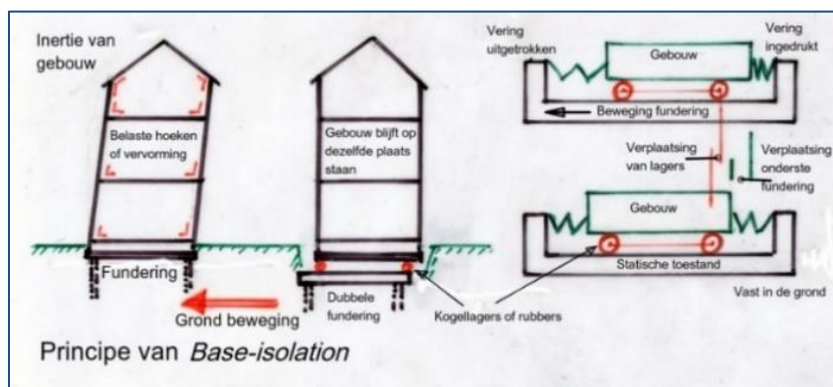 Inertie van
gebouw
Belaste hoeken
of vervorming
Gebouw blijft op
dezelfde plaats
staan
Fundering
Grond beweging
Dubbele
fundering
Kogellagers of rubbers
Principe van Base-isolation
Vering
uitgetrokken
Gebouw
Vering
ingedrukt
Beweging fundering
Verplaatsing
van lagers
Verplaatsing
onderste
fundering
Gebouw
Statische toestand
Vast in de grond